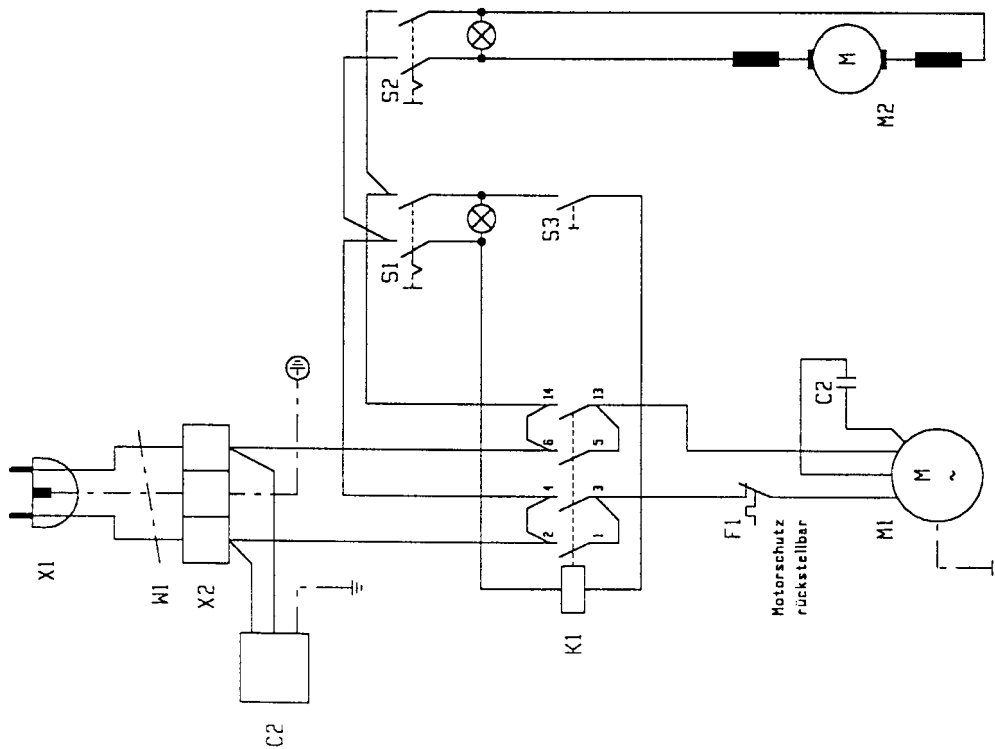 X1
W1
X2
C2
S2
S1
S3
M
M2
14
6
4
2
13
5
3
1
K1
F1
Motorschutz
rückstellbar
C2
M
~
M1